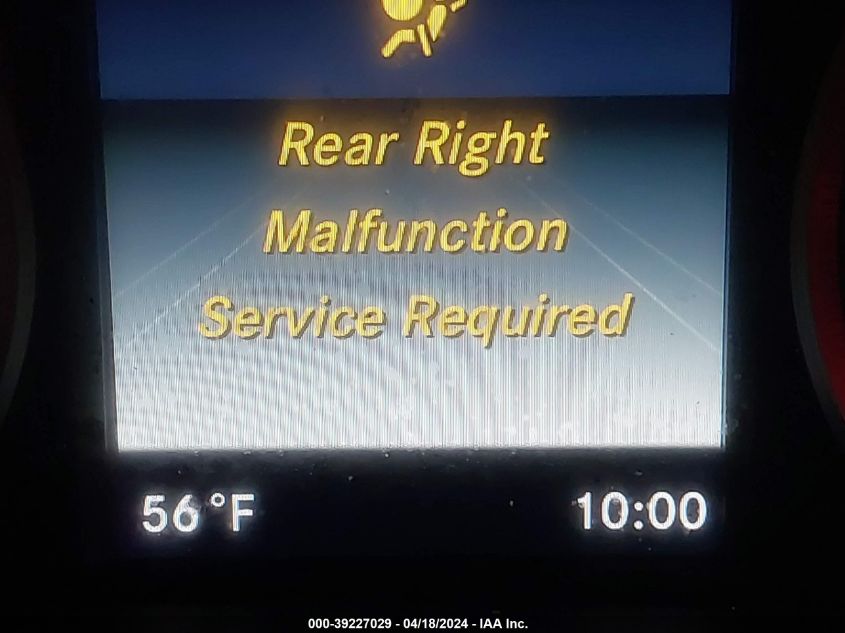 Rear Right
Malfunction
Service Required
56°F 10:00
000-39227029 - 04/18/2024 - IAA Inc.